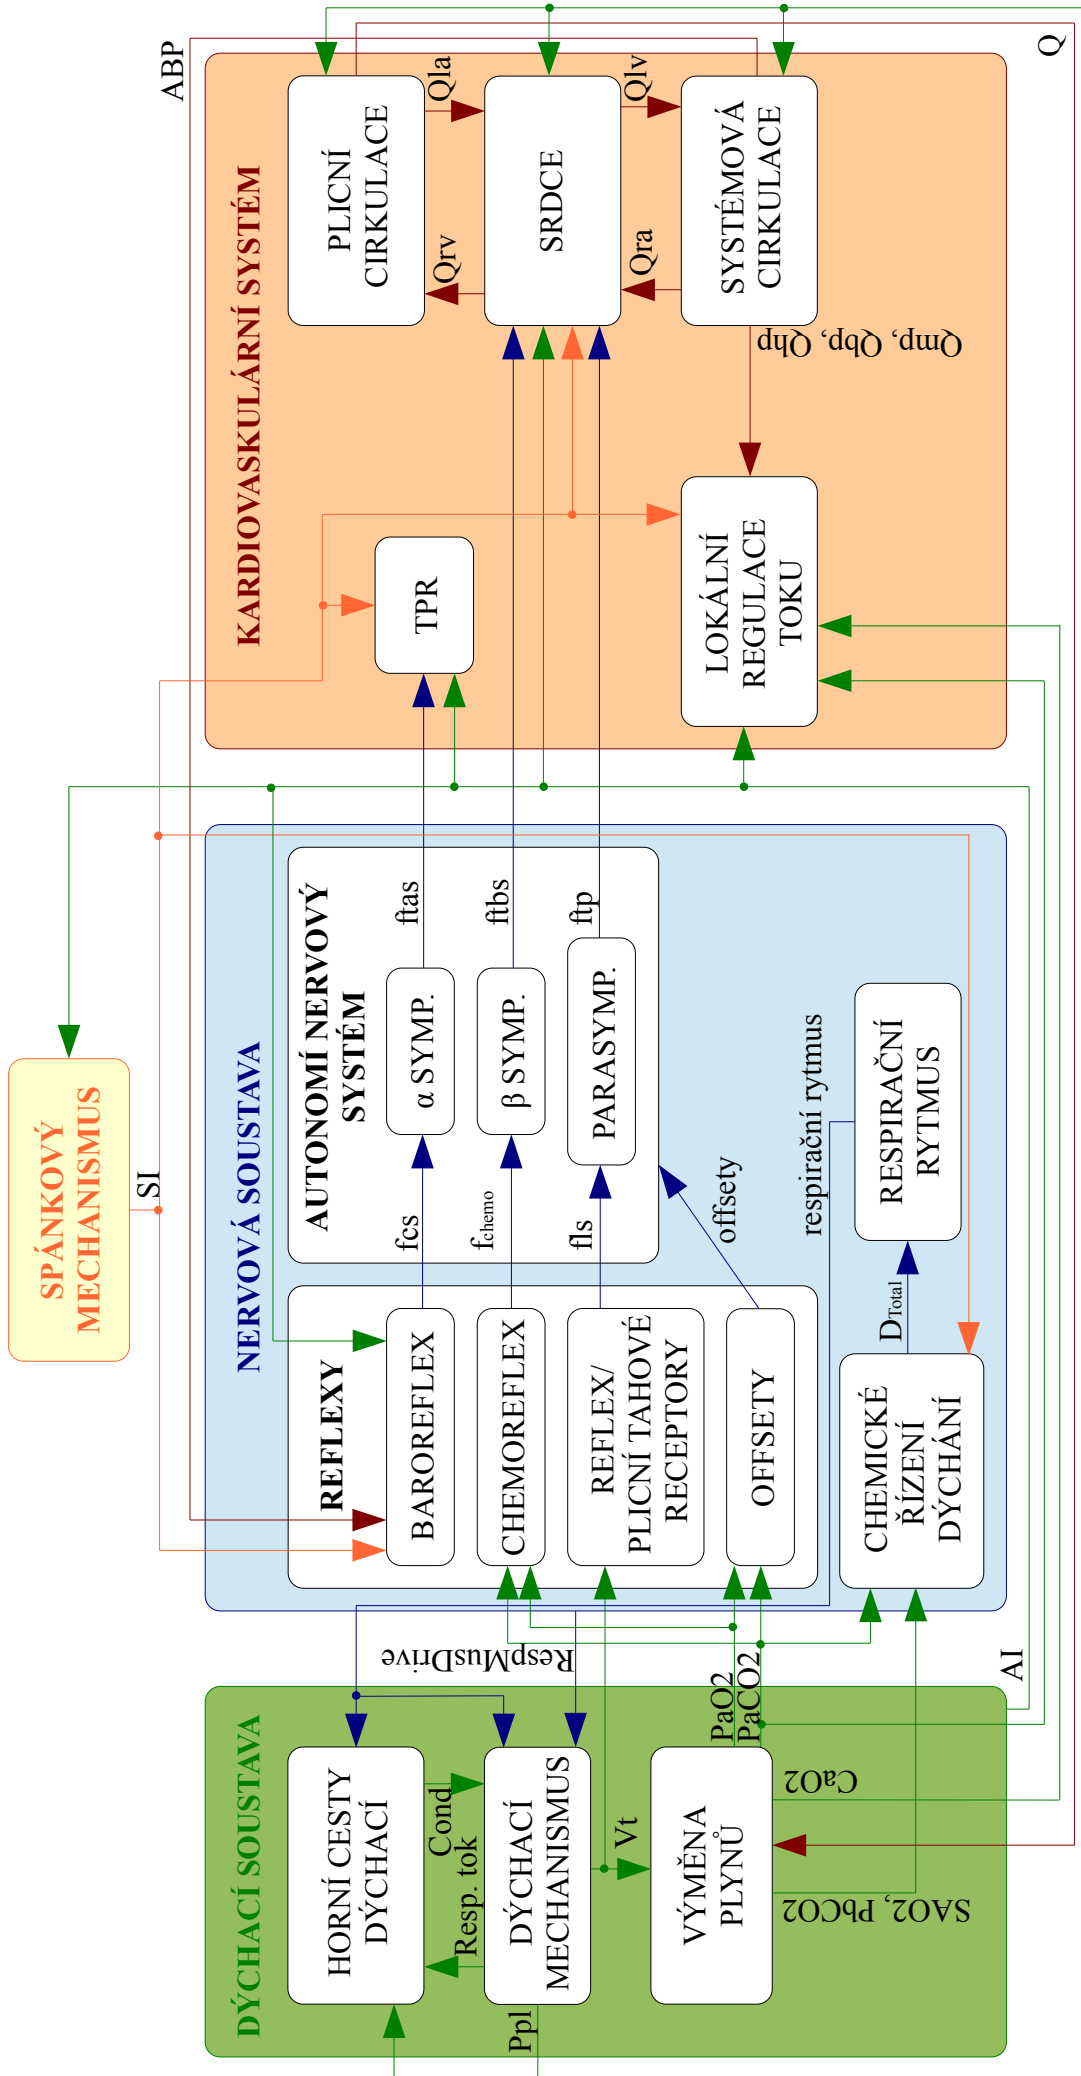 SPÁNKOVÝ
MECHANISMUS
SI
DÝCHACÍ SOUSTAVA
HORNÍ CESTY
DÝCHACÍ
Cond
Resp. tok
DÝCHACÍ
MECHANISMUS
Ppl
Vt
VÝMĚNA
PLYNŮ
PaO2
PaCO2
CaO2
SAO2, PbCO2
AI
RespMusDrive
NERVOVÁ SOUSTAVA
REFLEXY
BAROREFLEX
CHEMOREFLEX
REFLEX/
PLICNÍ TAHOVÉ
RECEPTORY
OFFSETY
fcs
fchemo
fls
offsety
AUTONOMÍ NERVOVÝ
SYSTÉM
α SYMP.
β SYMP.
PARASYMP.
ftas
ftbs
ftp
CHEMICKÉ
ŘÍZENÍ
DÝCHÁNÍ
DTotal
RESPIRAČNÍ
RYTMUS
respirační rytmus
KARDIOVASKULÁRNÍ SYSTÉM
ABP
TPR
LOKÁLNÍ
REGULACE
TOKU
PLICNÍ
CIRKULACE
Qrv
Qla
SRDCE
Qra
Qlv
SYSTÉMOVÁ
CIRKULACE
Qmp, Qbp, Qhp
Q